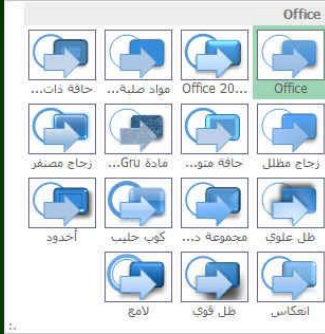 Office
Office
Office 20...
مواد صلبة...
حافة ذات...
زجاج مظلل
حافة متو...
مادة Gru...
زجاج مصنفر
ظل علوي
مجموعة د...
كوب حليب
أخدود
انعكاس
ظل قوي
لامع